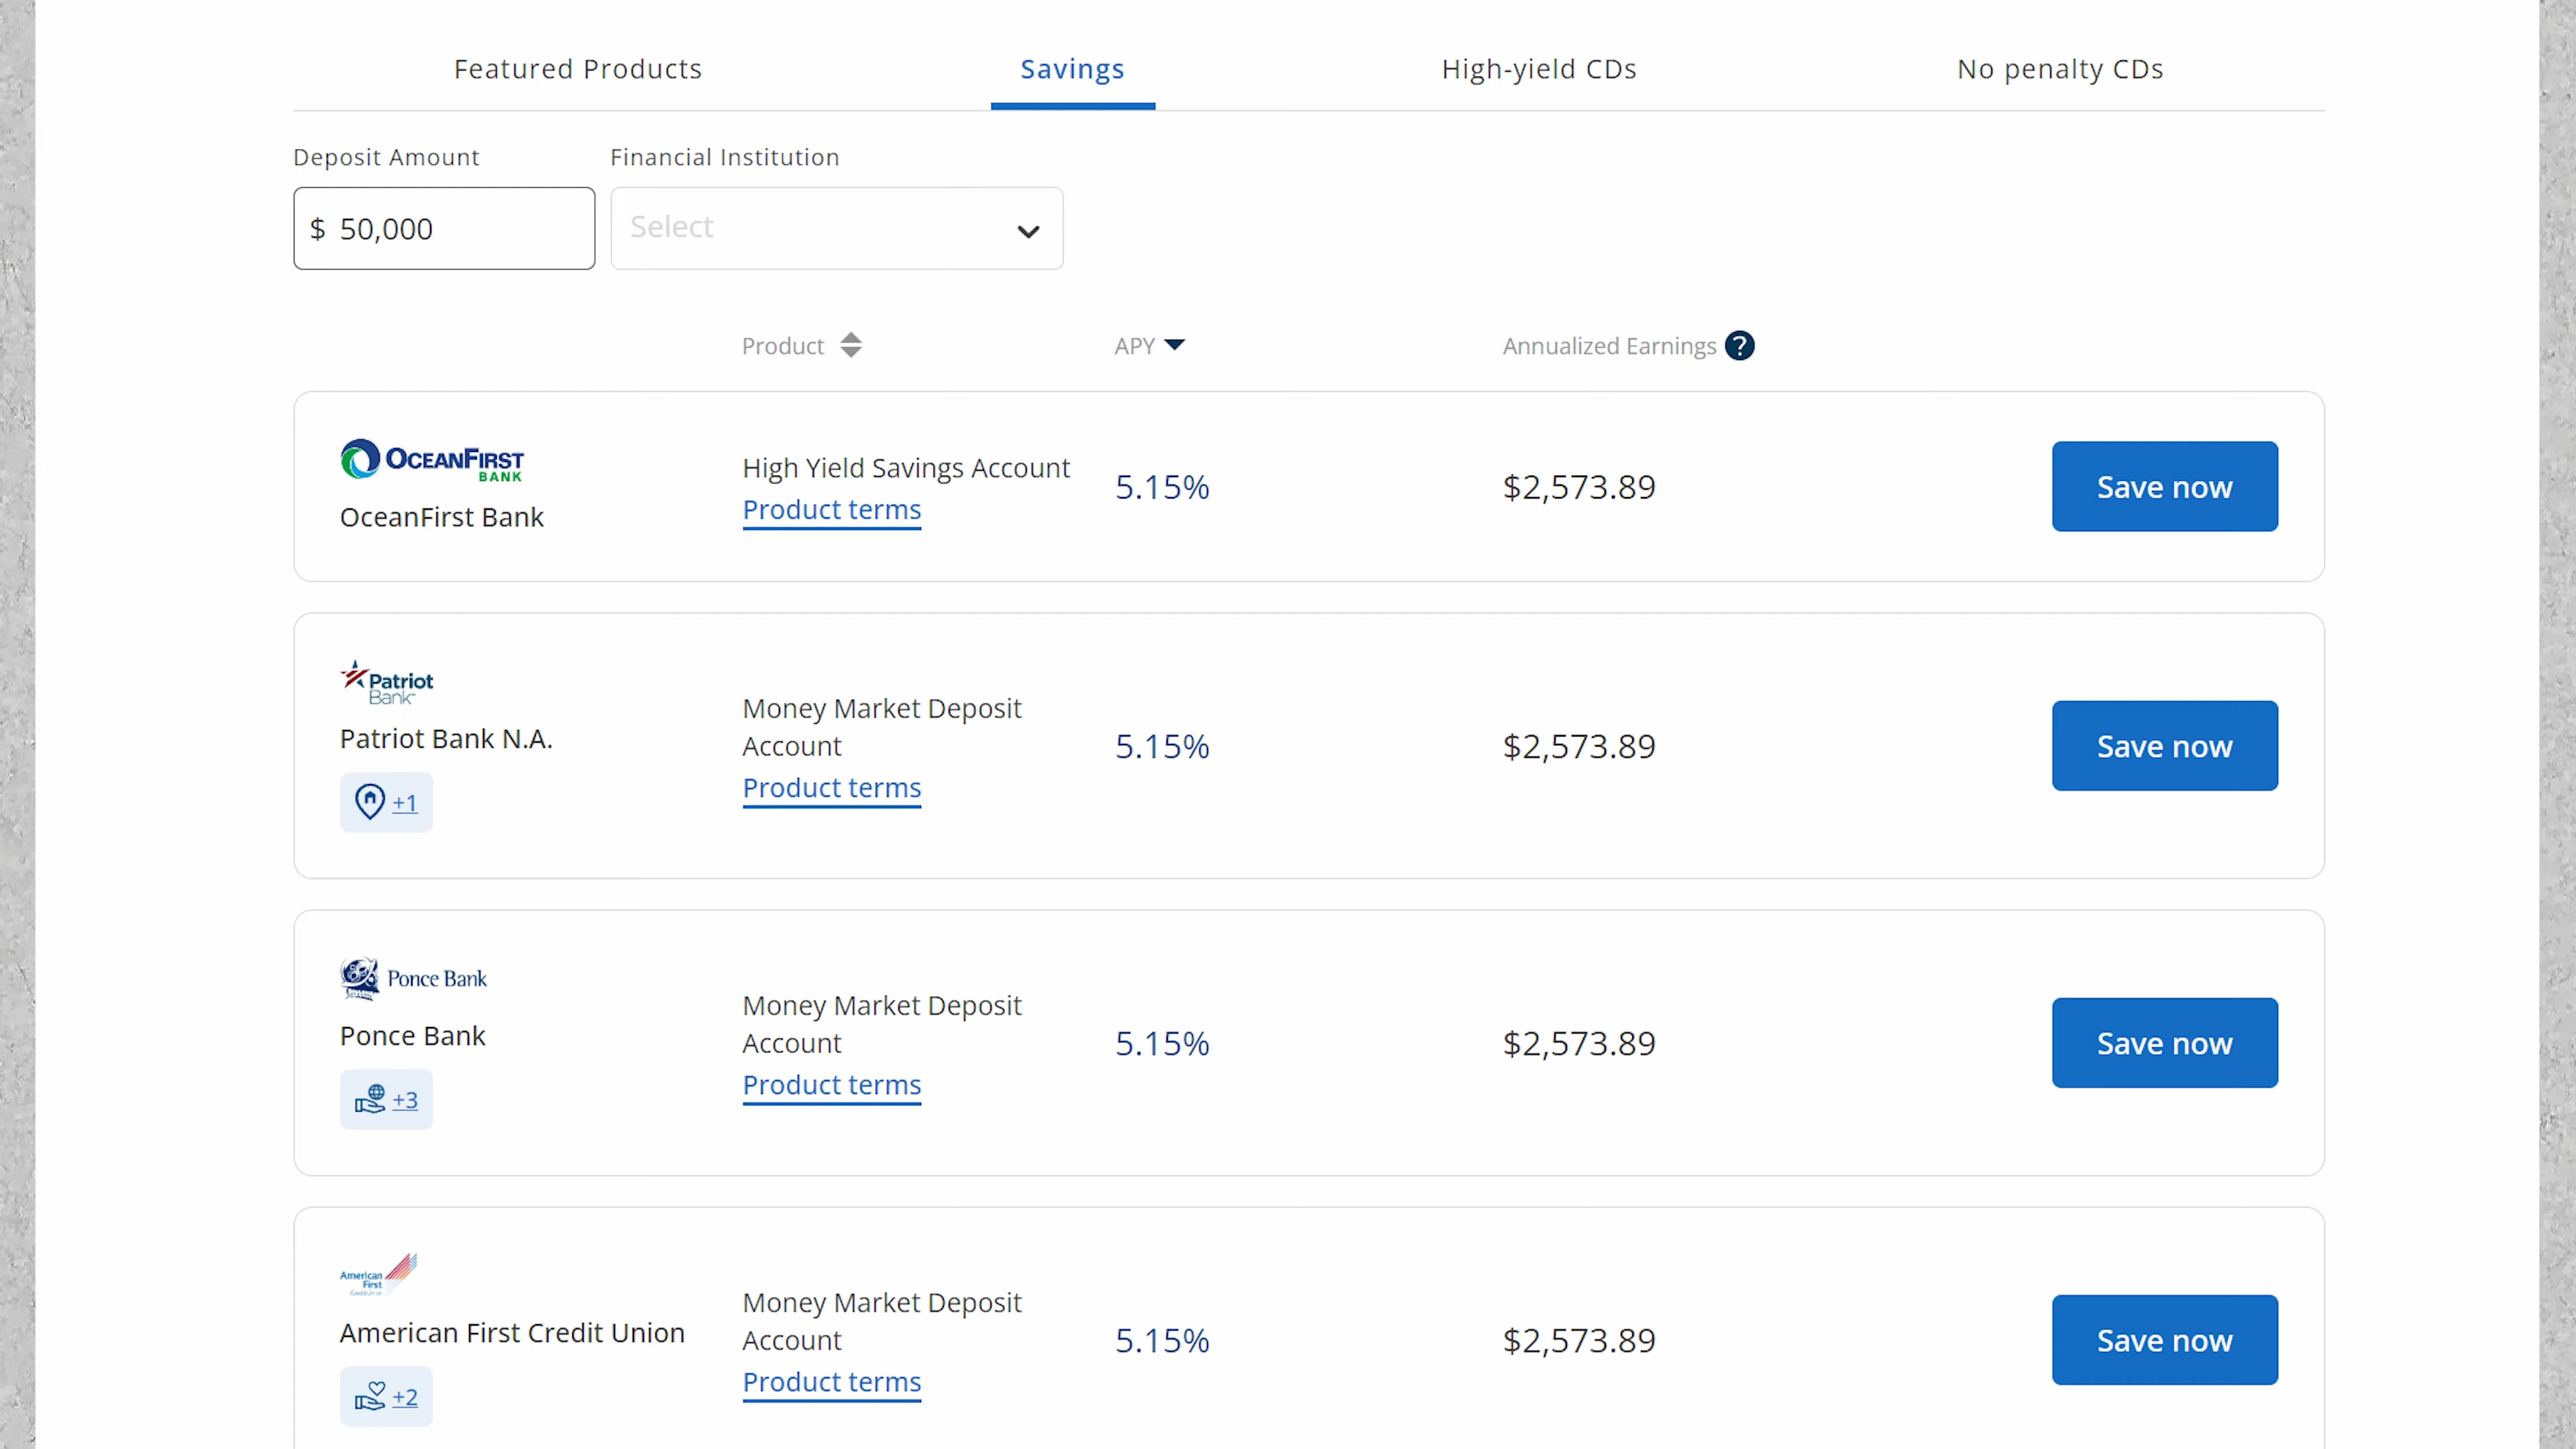 Featured Products
Savings
High-yield CDs
No penalty CDs
Deposit Amount
Financial Institution
$ 50,000
Select
Product
APY
Annualized Earnings ?
OCEANFIRST
BANK
OceanFirst Bank
High Yield Savings Account
Product terms
5.15%
$2,573.89
Save now
Patriot
Bank
Patriot Bank N.A.
+1
Money Market Deposit
Account
Product terms
5.15%
$2,573.89
Save now
Ponce Bank
Ponce Bank
+3
Money Market Deposit
Account
Product terms
5.15%
$2,573.89
Save now
American
First
Credit Union
American First Credit Union
+2
Money Market Deposit
Account
Product terms
5.15%
$2,573.89
Save now